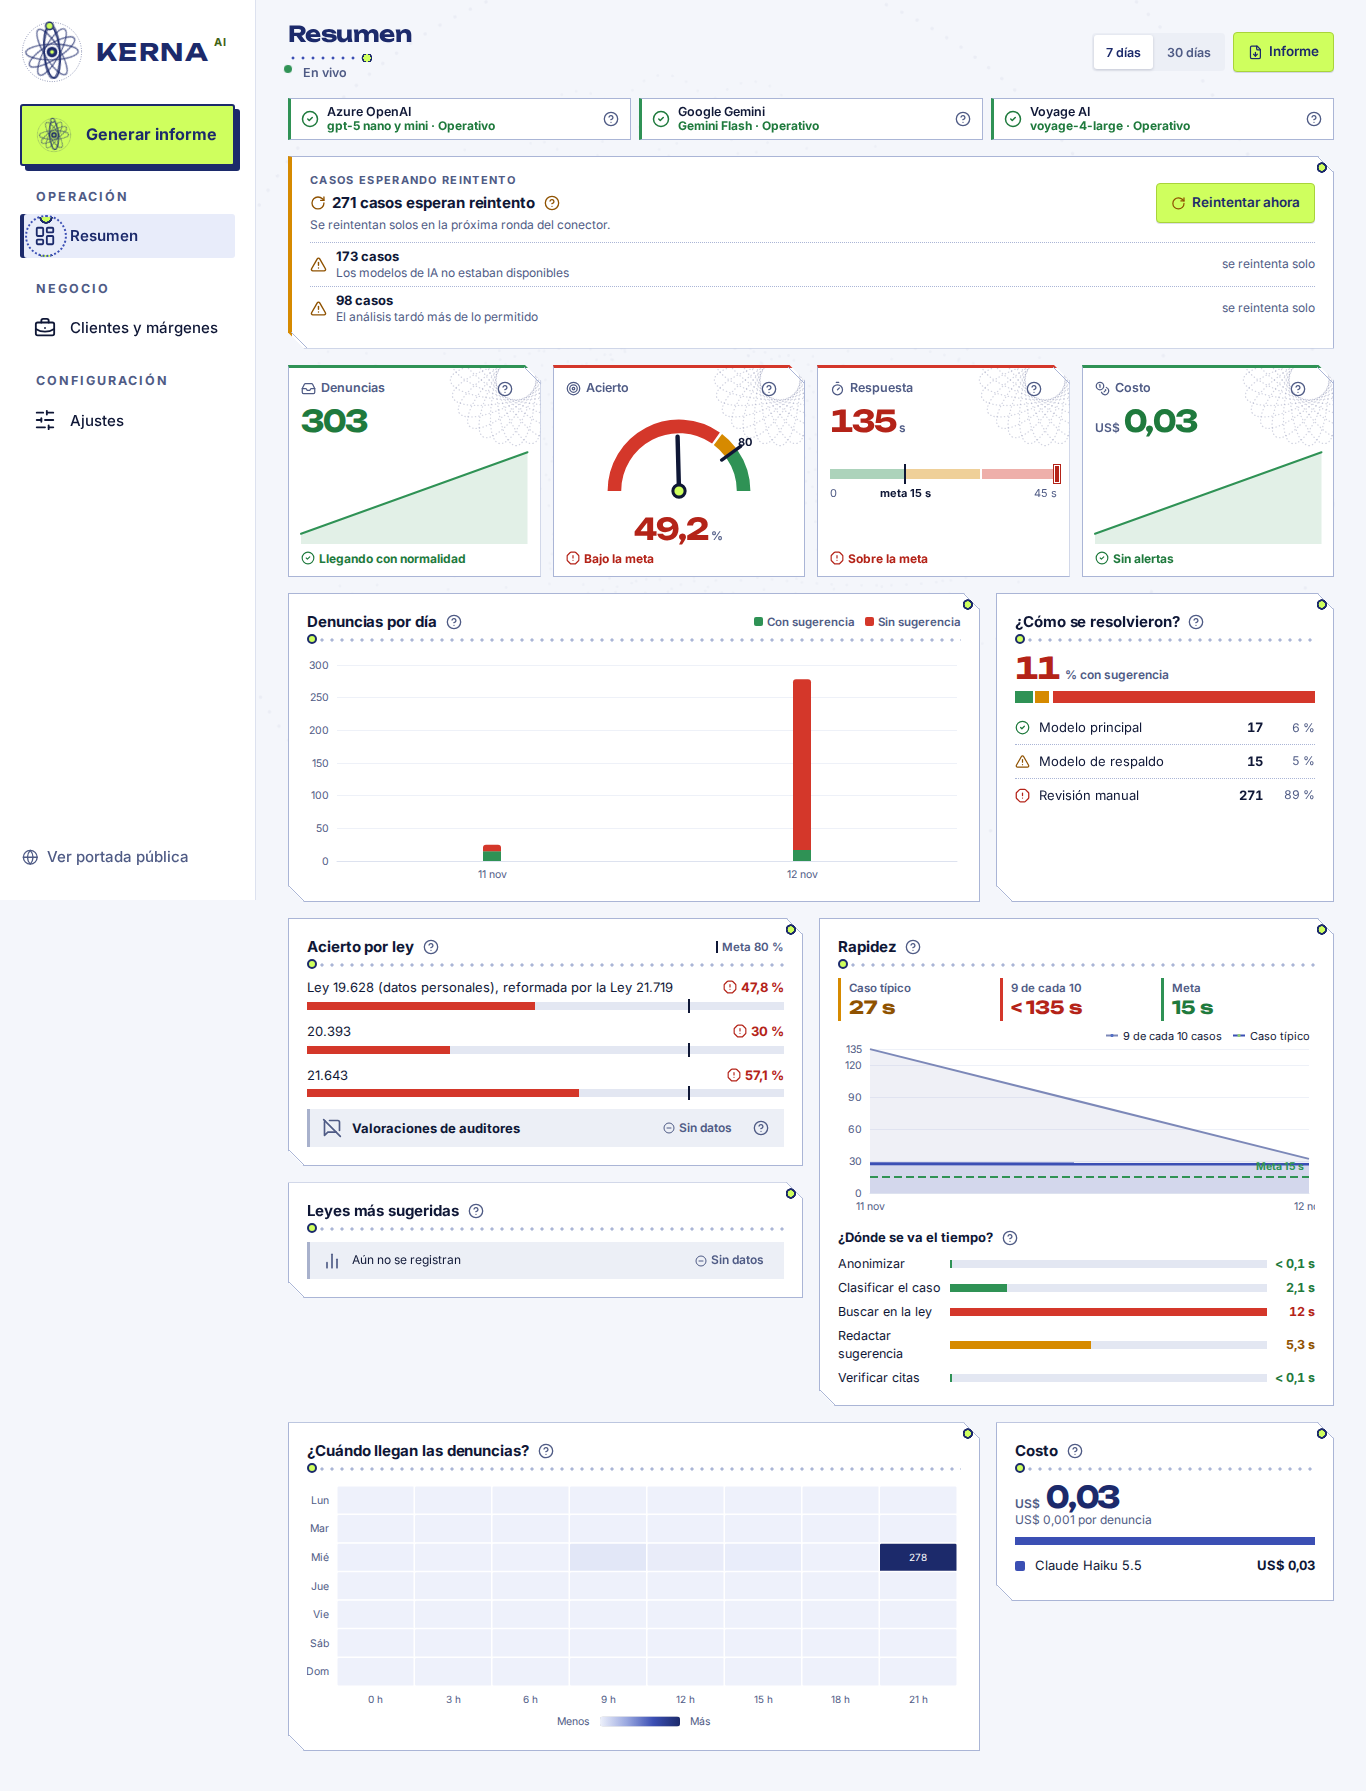 KERNA AI
Generar informe
OPERACIÓN
Resumen
NEGOCIO
Clientes y márgenes
CONFIGURACIÓN
Ajustes
Ver portada pública
Resumen
En vivo
7 días
30 días
Informe
Azure OpenAI
gpt-5 nano y mini · Operativo
Google Gemini
Gemini Flash · Operativo
Voyage AI
voyage-4-large · Operativo
CASOS ESPERANDO REINTENTO
271 casos esperan reintento
Se reintentan solos en la próxima ronda del conector.
Reintentar ahora
173 casos
Los modelos de IA no estaban disponibles
se reintenta solo
98 casos
El análisis tardó más de lo permitido
se reintenta solo
Denuncias
303
Llegando con normalidad
Acierto
80
49,2 %
Bajo la meta
Respuesta
135 s
0
meta 15 s
45 s
Sobre la meta
Costo
US$ 0,03
Sin alertas
Denuncias por día
Con sugerencia
Sin sugerencia
300
250
200
150
100
50
0
11 nov
12 nov
¿Cómo se resolvieron?
11 % con sugerencia
Modelo principal 17 6 %
Modelo de respaldo 15 5 %
Revisión manual 271 89 %
Acierto por ley
Meta 80 %
Ley 19.628 (datos personales), reformada por la Ley 21.719 47,8 %
20.393 30 %
21.643 57,1 %
Valoraciones de auditores
Sin datos
Leyes más sugeridas
Aún no se registran
Sin datos
Rapidez
Caso típico
27 s
9 de cada 10
< 135 s
Meta
15 s
9 de cada 10 casos
Caso típico
135
120
90
60
30
0
Meta 15 s
11 nov
12 n
¿Dónde se va el tiempo?
Anonimizar < 0,1 s
Clasificar el caso 2,1 s
Buscar en la ley 12 s
Redactar
sugerencia 5,3 s
Verificar citas < 0,1 s
¿Cuándo llegan las denuncias?
Lun
Mar
Mié
278
Jue
Vie
Sáb
Dom
0 h
3 h
6 h
9 h
12 h
15 h
18 h
21 h
Menos
Más
Costo
US$ 0,03
US$ 0,001 por denuncia
Claude Haiku 5.5 US$ 0,03